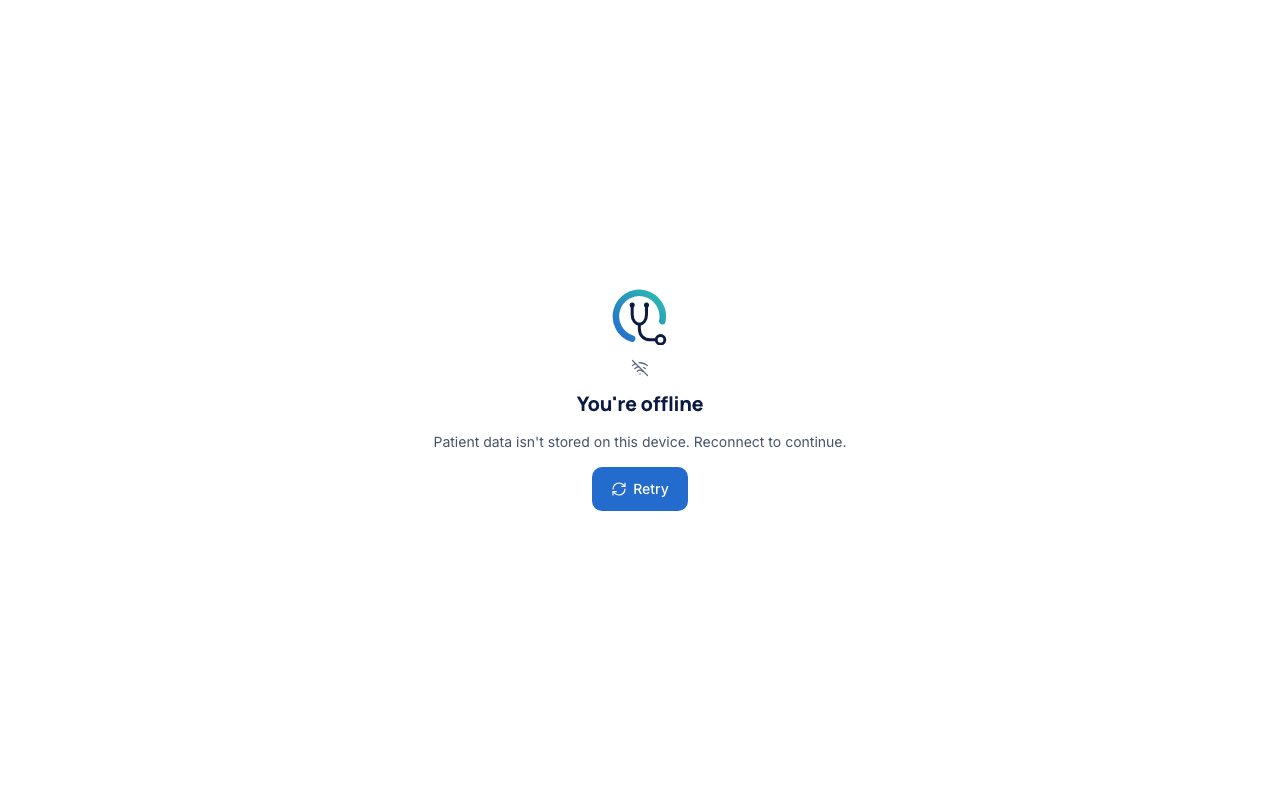 You're offline
Patient data isn't stored on this device. Reconnect to continue.
Retry